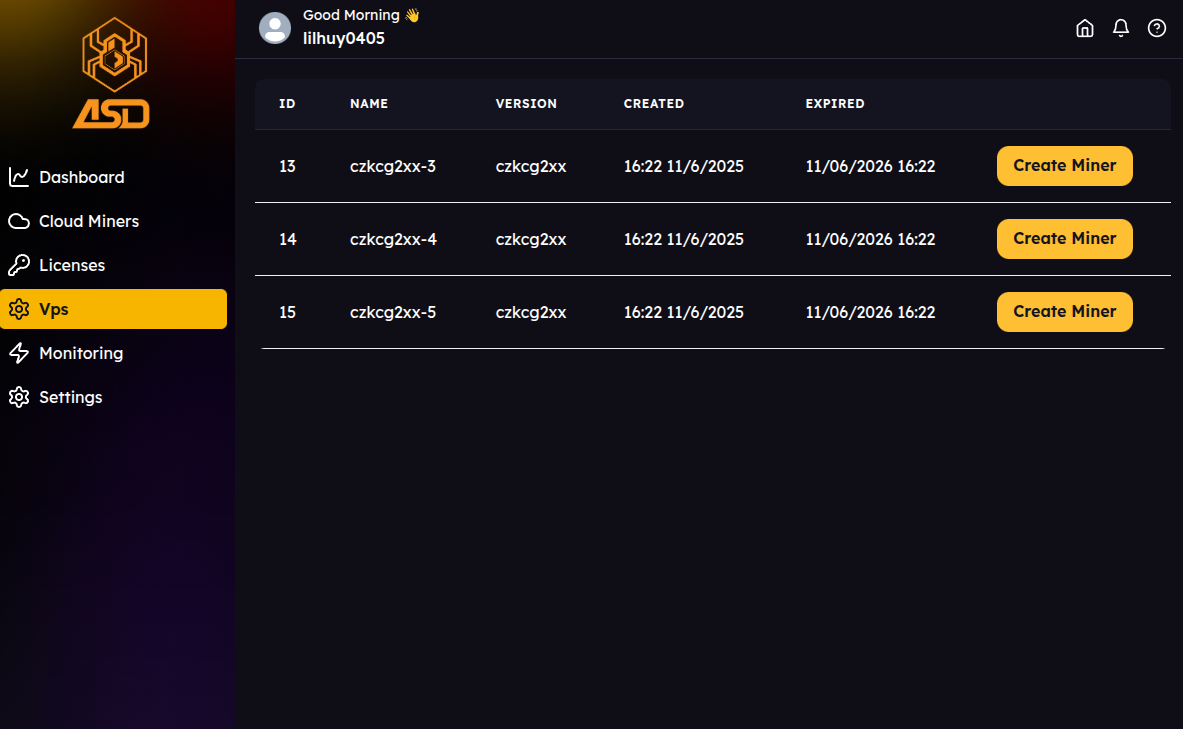 ASD
Dashboard
Cloud Miners
Licenses
Vps
Monitoring
Settings
Good Morning 👋
lilhuy0405
ID NAME VERSION CREATED EXPIRED
13 czkcg2xx-3 czkcg2xx 16:22 11/6/2025 11/06/2026 16:22 Create Miner
14 czkcg2xx-4 czkcg2xx 16:22 11/6/2025 11/06/2026 16:22 Create Miner
15 czkcg2xx-5 czkcg2xx 16:22 11/6/2025 11/06/2026 16:22 Create Miner